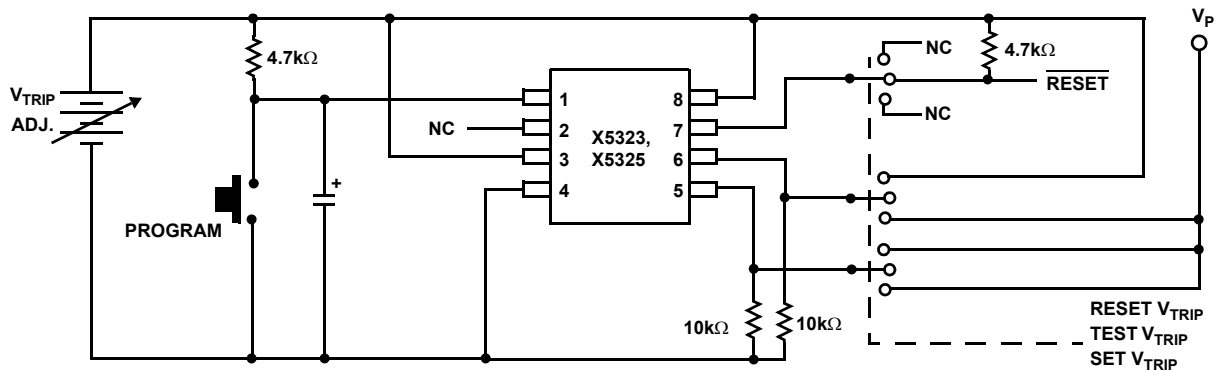 V_P
NC
4.7kΩ
4.7kΩ
RESET
V_TRIP
ADJ.
1
8
NC
2
7
NC
X5323,
X5325
3
6
4
5
+
PROGRAM
10kΩ
10kΩ
RESET V_TRIP
TEST V_TRIP
SET V_TRIP